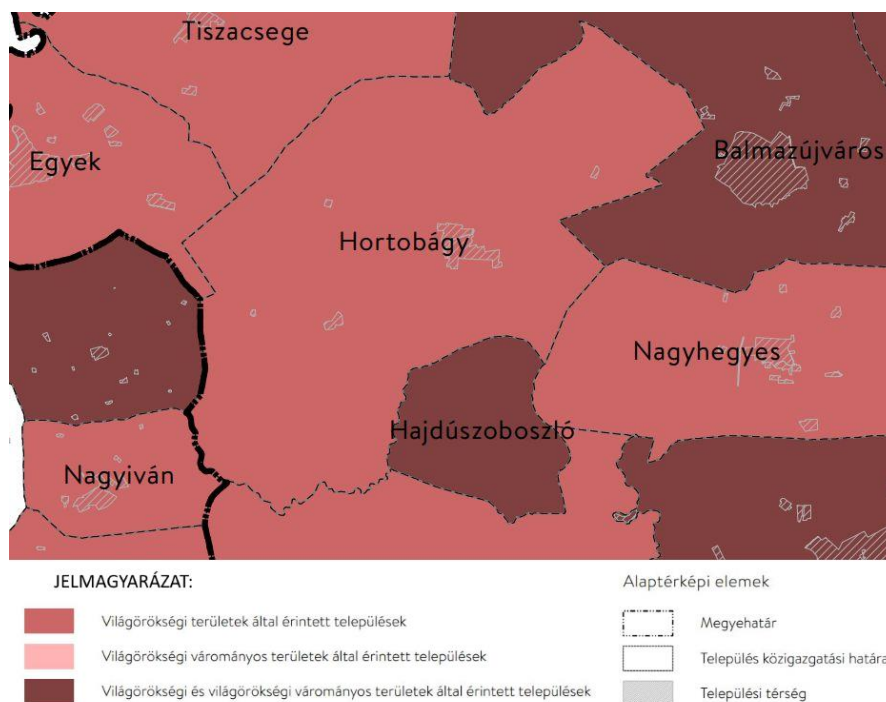 Tiszacsege
Egyek
Balmazújváros
Hortobágy
Nagyhegyes
Hajdúszoboszló
Nagyiván
JELMAGYARÁZAT:
Világörökségi területek által érintett települések
Világörökségi várományos területek által érintett települések
Világörökségi és világörökségi várományos területek által érintett települések
Alaptérképi elemek
Megyehatár
Település közigazgatási határa
Települési térség